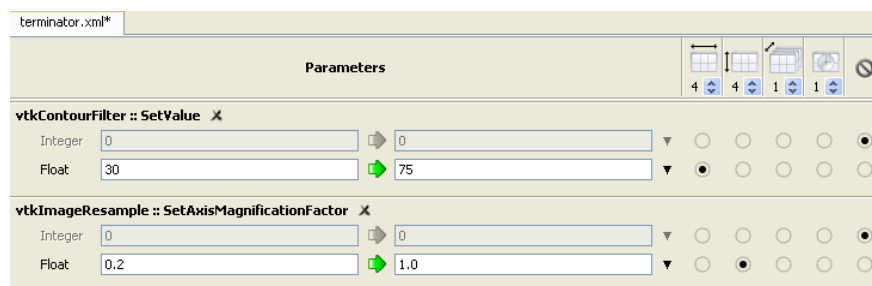 terminator.xml*
Parameters
4 4 1 1
vtkContourFilter :: SetValue
Integer 0 0
Float 30 75
vtkImageResample :: SetAxisMagnificationFactor
Integer 0 0
Float 0.2 1.0